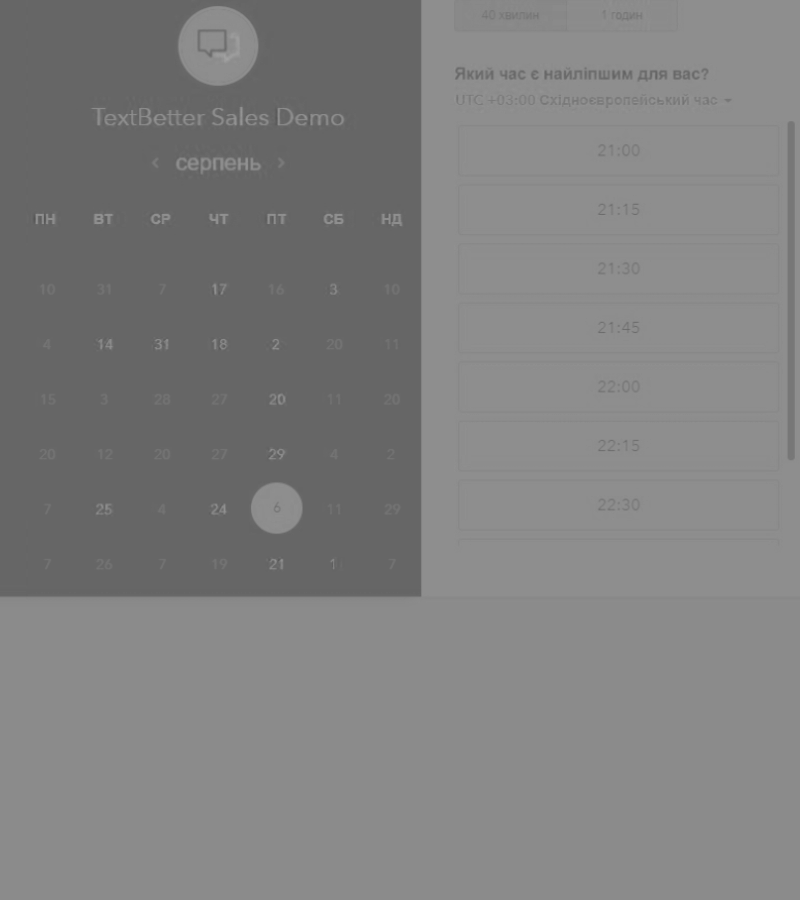 TextBetter Sales Demo
серпень
ПН ВТ СР ЧТ ПТ СБ НД
10 31 7 17 16 3 10
4 14 31 18 2 20 11
15 3 28 27 20 11 20
20 12 20 27 29 4 2
7 25 4 24 6 11 29
7 26 7 19 21 1 7
40 хвилин 1 годин
Який час є найліпшим для вас?
UTC +03:00 Східноєвропейський час
21:00
21:15
21:30
21:45
22:00
22:15
22:30